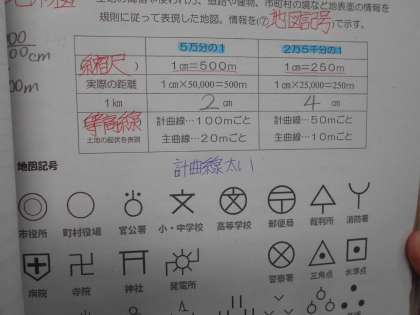 規則に従って表現した地図。情報を(⑦地図記号)で示す。
5万分の1 2万5千分の1
(縮尺) 1㎝=500m 1㎝=250m
実際の距離 1㎝×50,000=500m 1㎝×25,000=250m
1km 2cm 4cm
等高線 計曲線…100mごと 計曲線…50mごと
土地の起伏を表現 主曲線…20mごと 主曲線…10mごと
地図記号 計曲線太い
市役所 町村役場 官公署 小・中学校 高等学校 郵便局 裁判所 消防署
病院 寺院 神社 発電所 警察署 三角点 水準点